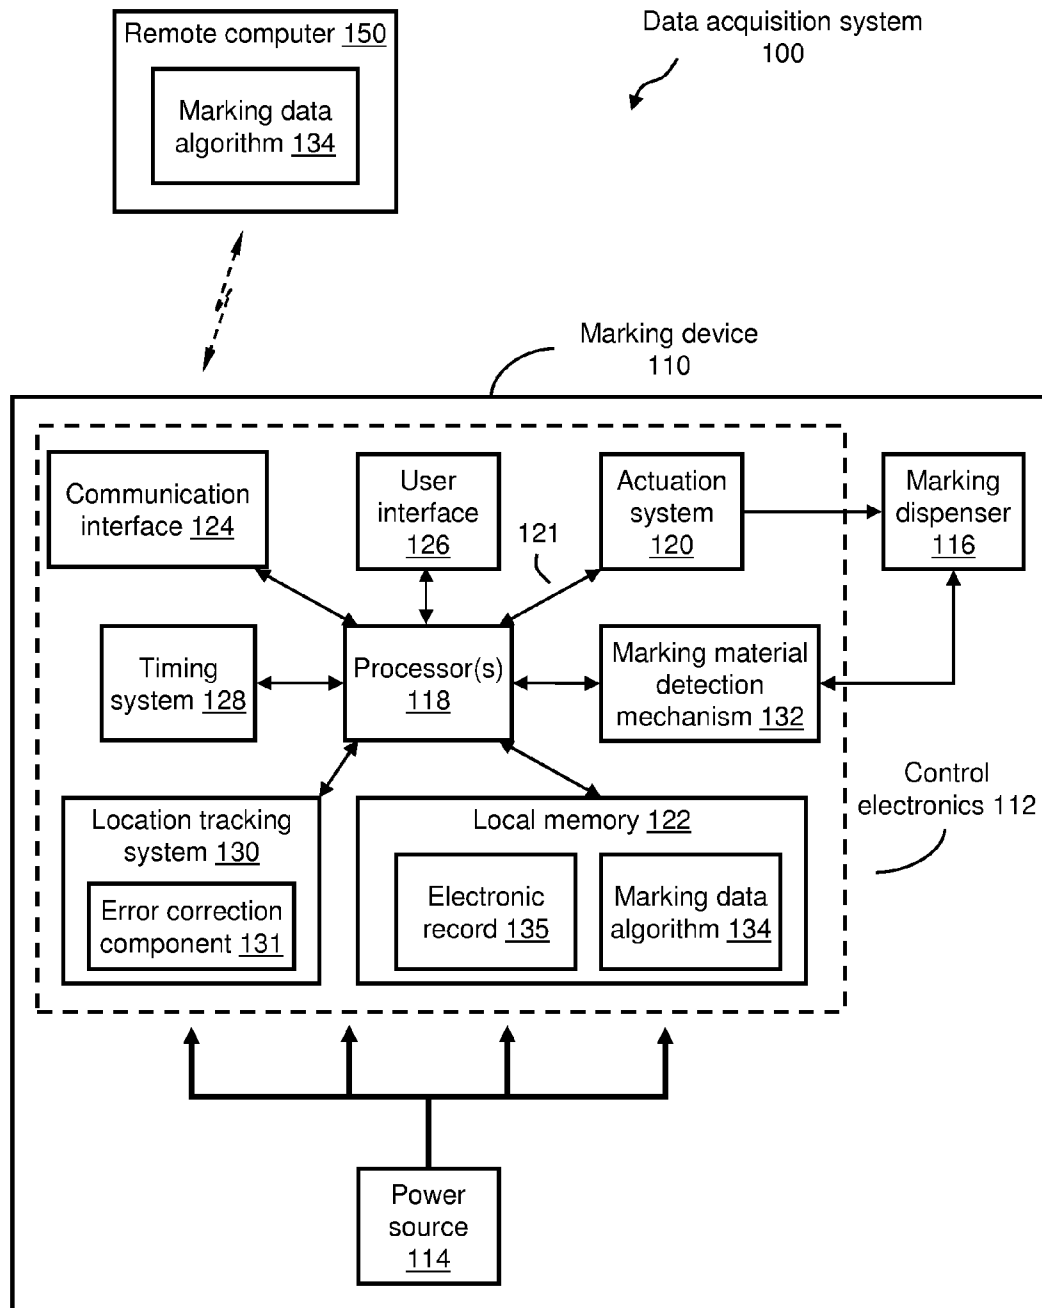 Remote computer 150
Marking data
algorithm 134
Data acquisition system
100
Marking device
110
Communication
interface 124
User
interface
126
Actuation
system
120
Marking
dispenser
116
121
Timing
system 128
Processor(s)
118
Marking material
detection
mechanism 132
Control
electronics 112
Location tracking
system 130
Error correction
component 131
Local memory 122
Electronic
record 135
Marking data
algorithm 134
Power
source
114